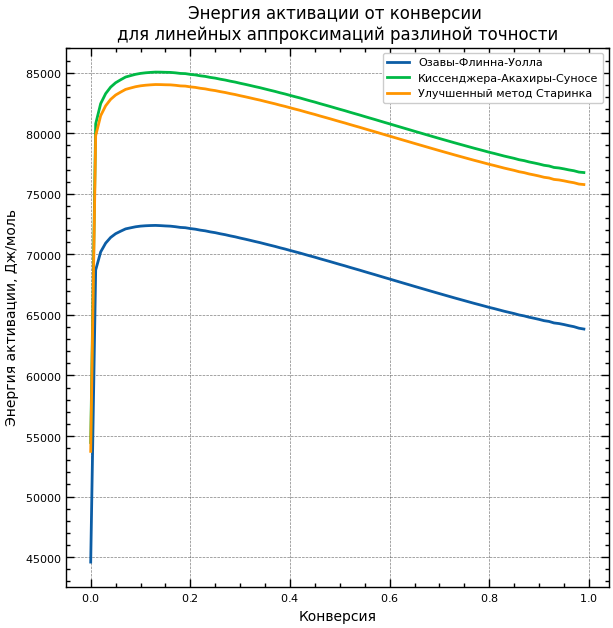 Энергия активации от конверсии
для линейных аппроксимаций разлиной точности
Озавы-Флинна-Уолла
Киссенджера-Акахиры-Суносе
Улучшенный метод Старинка
Энергия активации, Дж/моль
85000
80000
75000
70000
65000
60000
55000
50000
45000
0.0 0.2 0.4 0.6 0.8 1.0
Конверсия